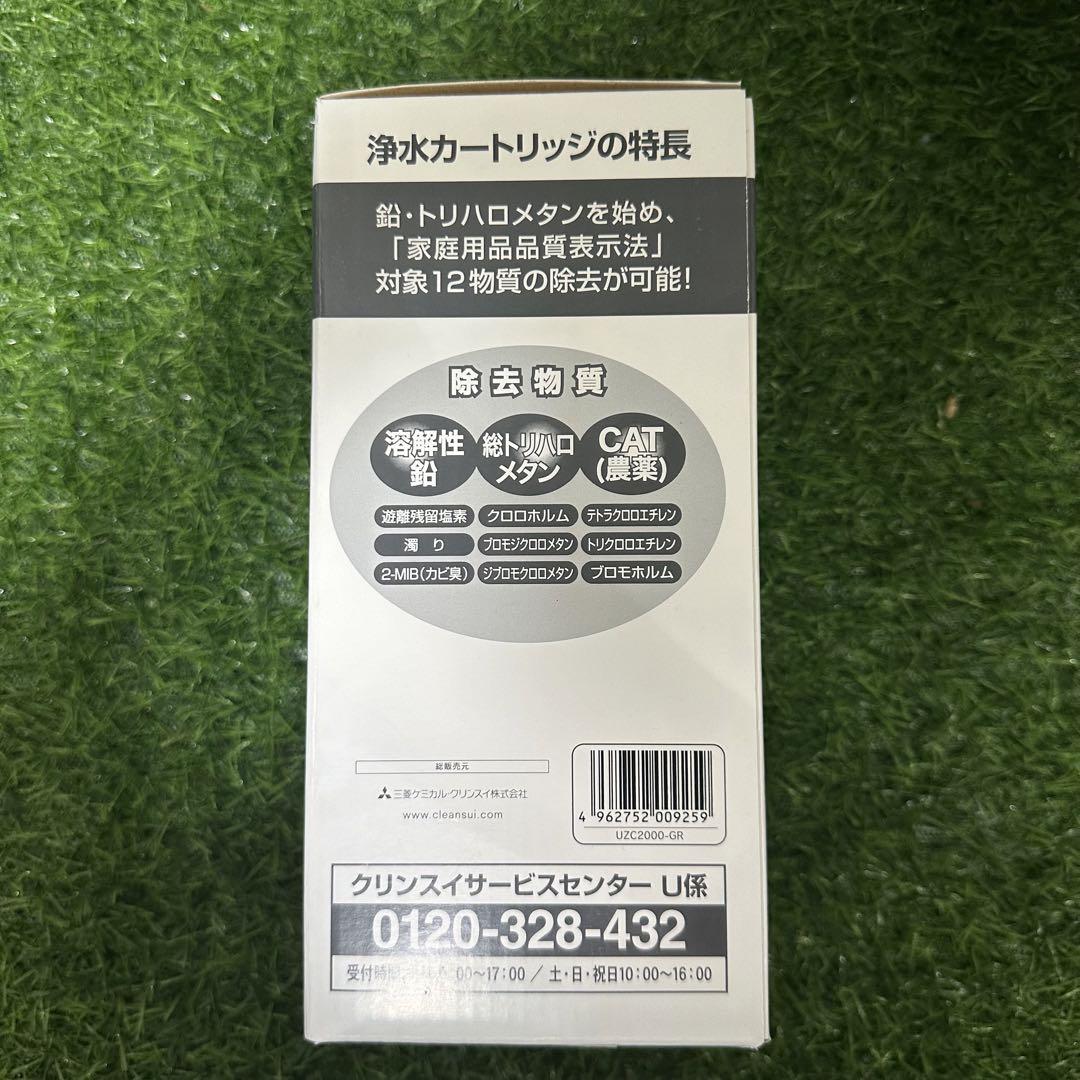 浄水カートリッジの特長
鉛・トリハロメタンを始め、
「家庭用品品質表示法」
対象12物質の除去が可能!
除去物質
溶解性
鉛
総トリハロ
メタン
CAT
(農薬)
遊離残留塩素
クロロホルム
テトラクロロエチレン
濁り
ブロモジクロロメタン
トリクロロエチレン
2-MIB(カビ臭)
ジブロモクロロメタン
ブロモホルム
総販売元
三菱ケミカル・クリンスイ株式会社
www.cleansui.com
4 962752 009259
UZC2000-GR
クリンスイサービスセンター U係
0120-328-432
受付時間 :00〜17:00 / 土・日・祝日10:00〜16:00